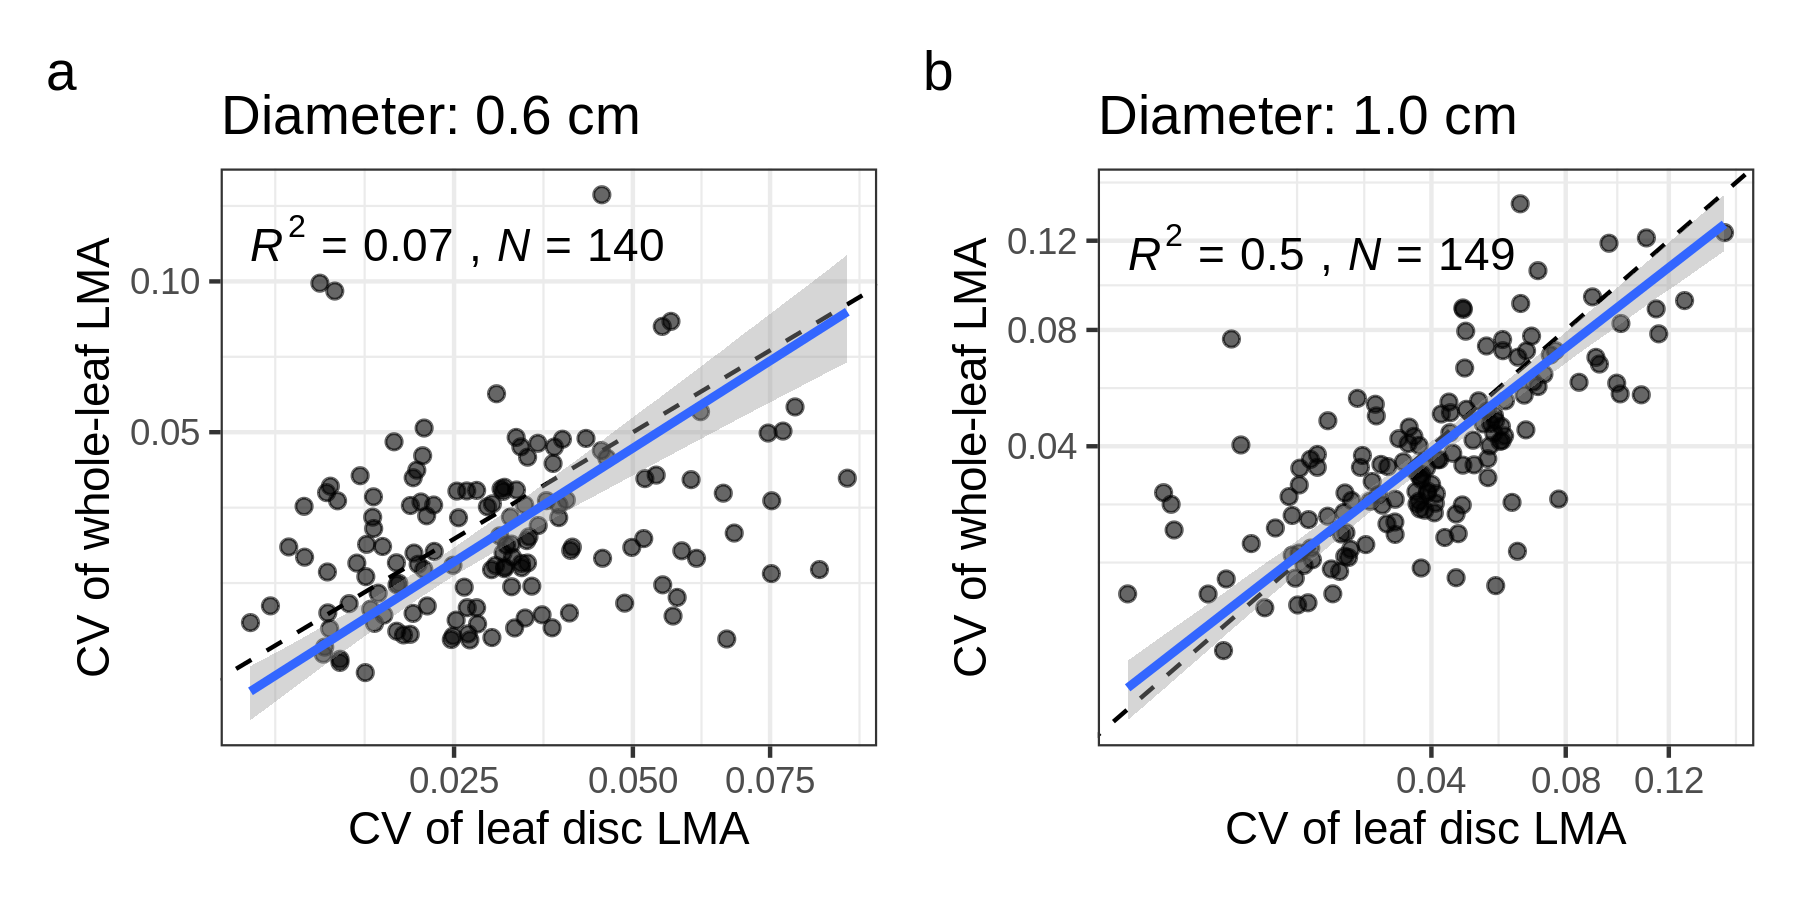 a
Diameter: 0.6 cm
R2 = 0.07 , N = 140
CV of whole-leaf LMA
0.10
0.05
0.025 0.050 0.075
CV of leaf disc LMA
b
Diameter: 1.0 cm
R2 = 0.5 , N = 149
CV of whole-leaf LMA
0.12
0.08
0.04
0.04 0.08 0.12
CV of leaf disc LMA